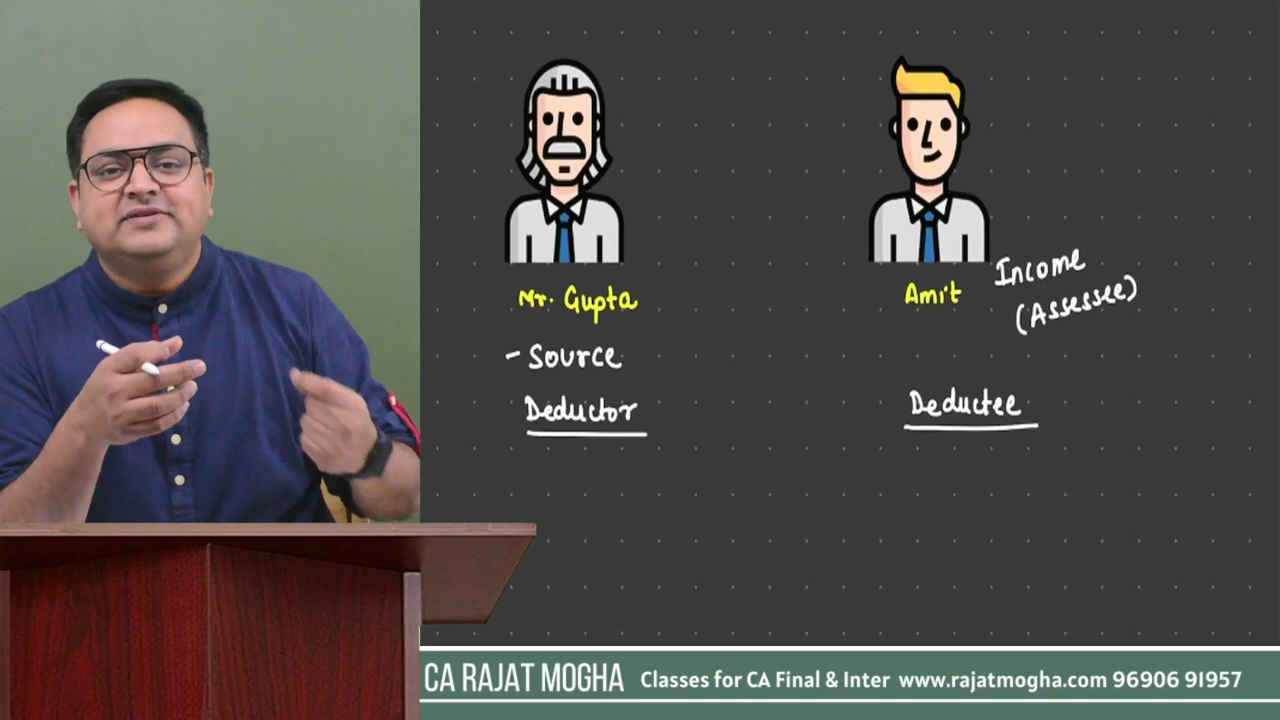 Mr. Gupta
- Source
Deductor
Amit
Income
(Assessee)
Deductee
CA RAJAT MOGHA Classes for CA Final & Inter www.rajatmogha.com 96906 91957